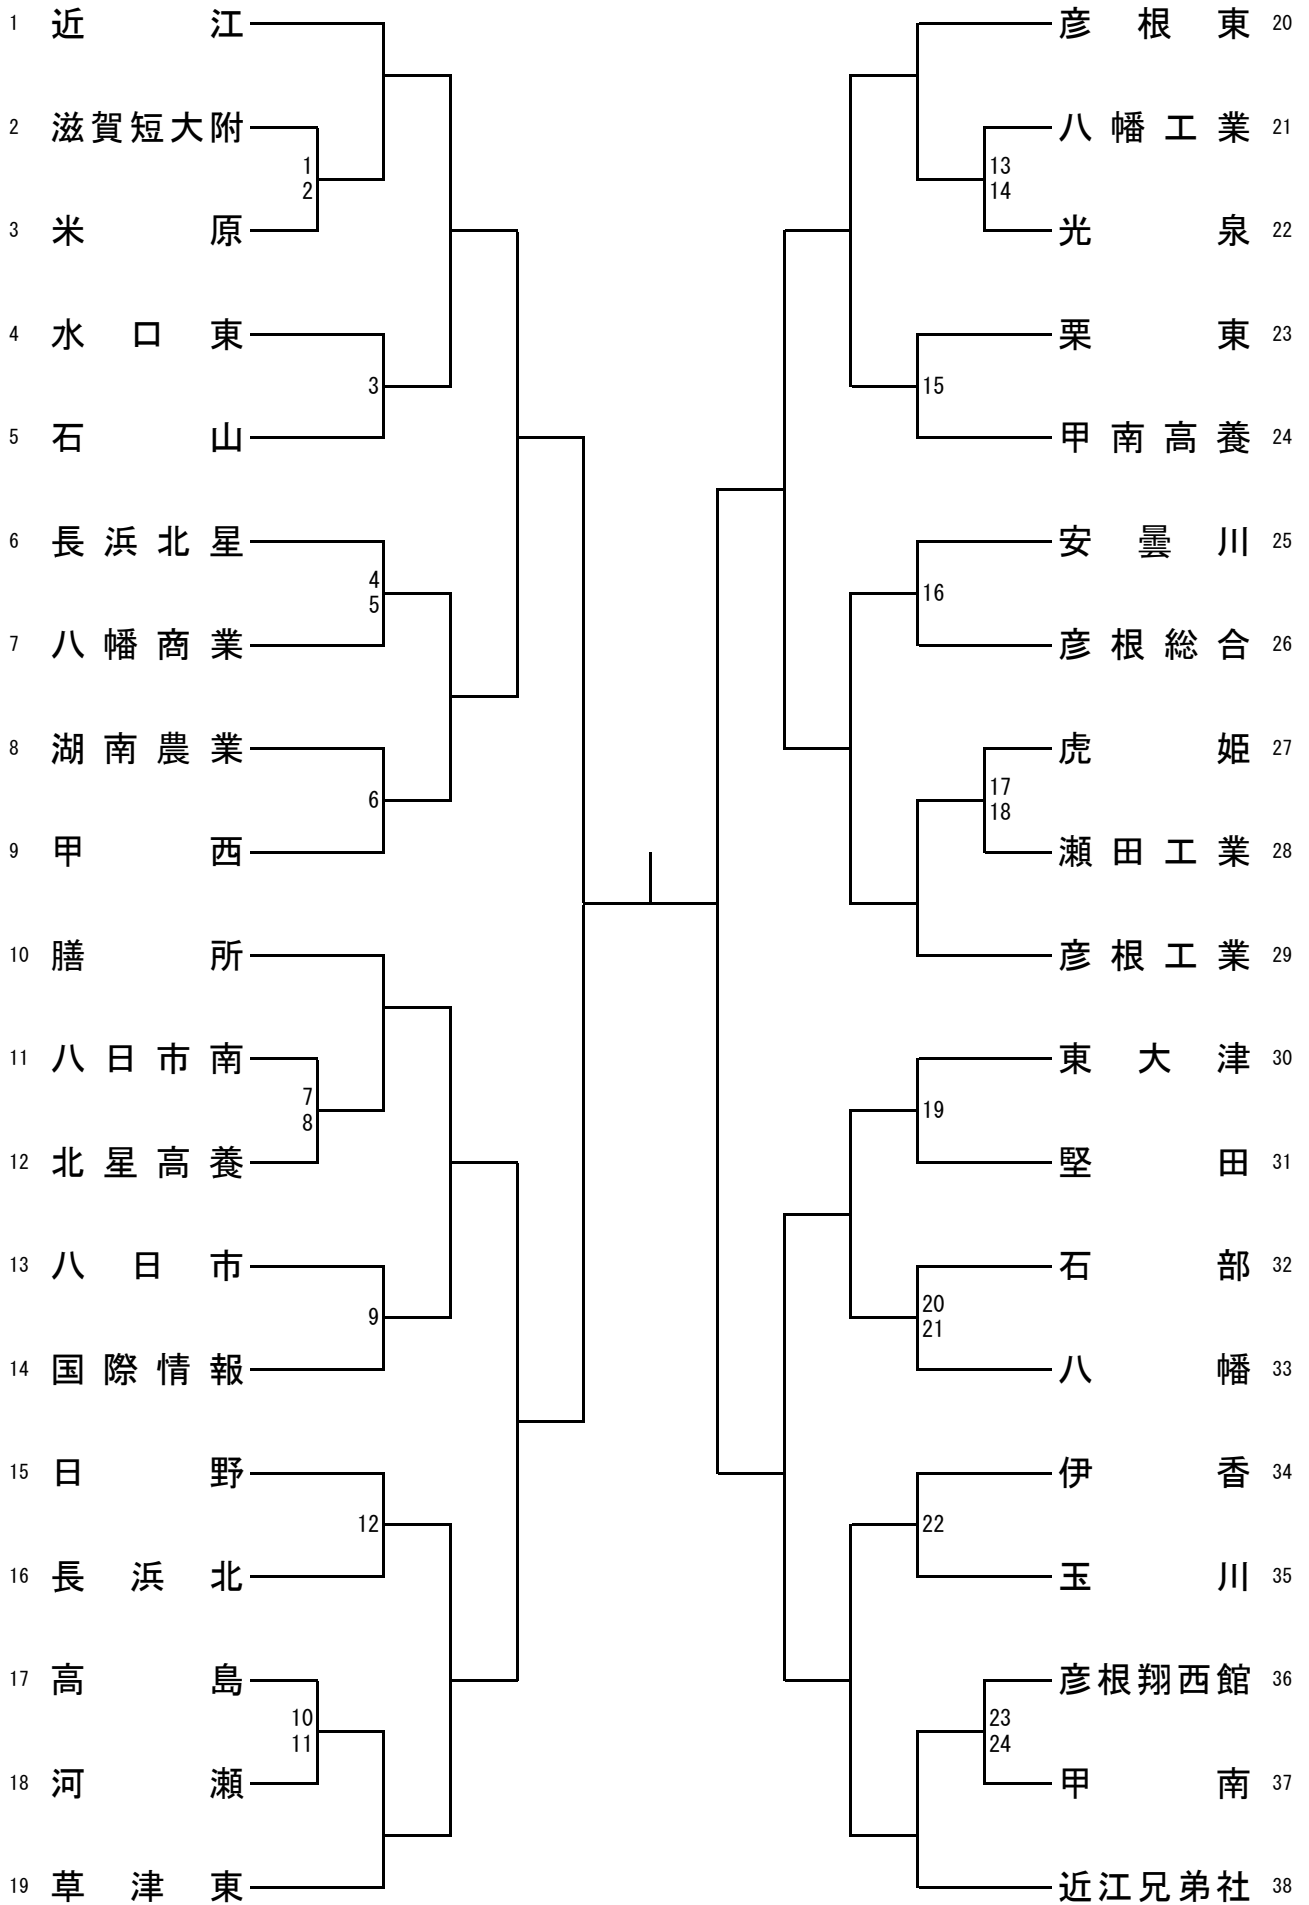 1 近江
2 滋賀短大附
1
2
3 米原
4 水口東
3
5 石山
6 長浜北星
4
5
7 八幡商業
8 湖南農業
6
9 甲西
10 膳所
11 八日市南
7
8
12 北星高養
13 八日市
9
14 国際情報
15 日野
12
16 長浜北
17 高島
10
11
18 河瀬
19 草津東
彦根東 20
八幡工業 21
13
14
光泉 22
栗東 23
15
甲南高養 24
安曇川 25
16
彦根総合 26
虎姫 27
17
18
瀬田工業 28
彦根工業 29
東大津 30
19
堅田 31
石部 32
20
21
八幡 33
伊香 34
22
玉川 35
彦根翔西館 36
23
24
甲南 37
近江兄弟社 38